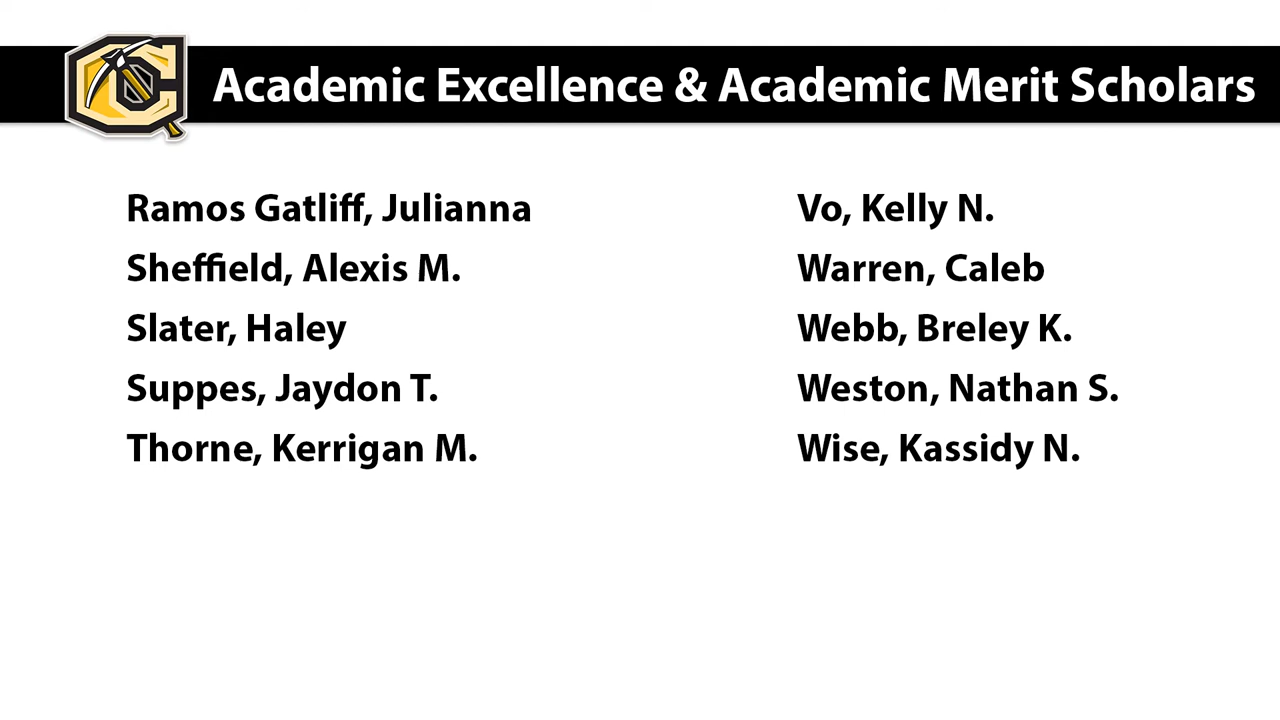 Academic Excellence & Academic Merit Scholars
Ramos Gatliff, Julianna
Sheffield, Alexis M.
Slater, Haley
Suppes, Jaydon T.
Thorne, Kerrigan M.
Vo, Kelly N.
Warren, Caleb
Webb, Breley K.
Weston, Nathan S.
Wise, Kassidy N.